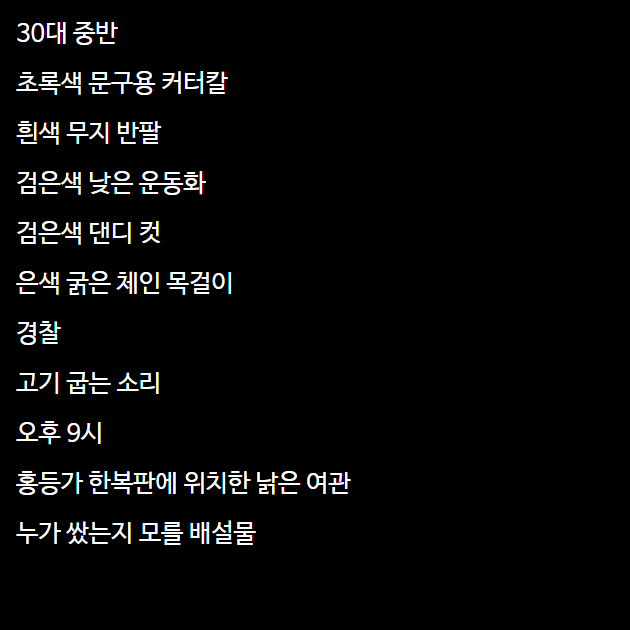 30대 중반
초록색 문구용 커터칼
흰색 무지 반팔
검은색 낮은 운동화
검은색 댄디 컷
은색 굵은 체인 목걸이
경찰
고기 굽는 소리
오후 9시
홍등가 한복판에 위치한 낡은 여관
누가 쌌는지 모를 배설물